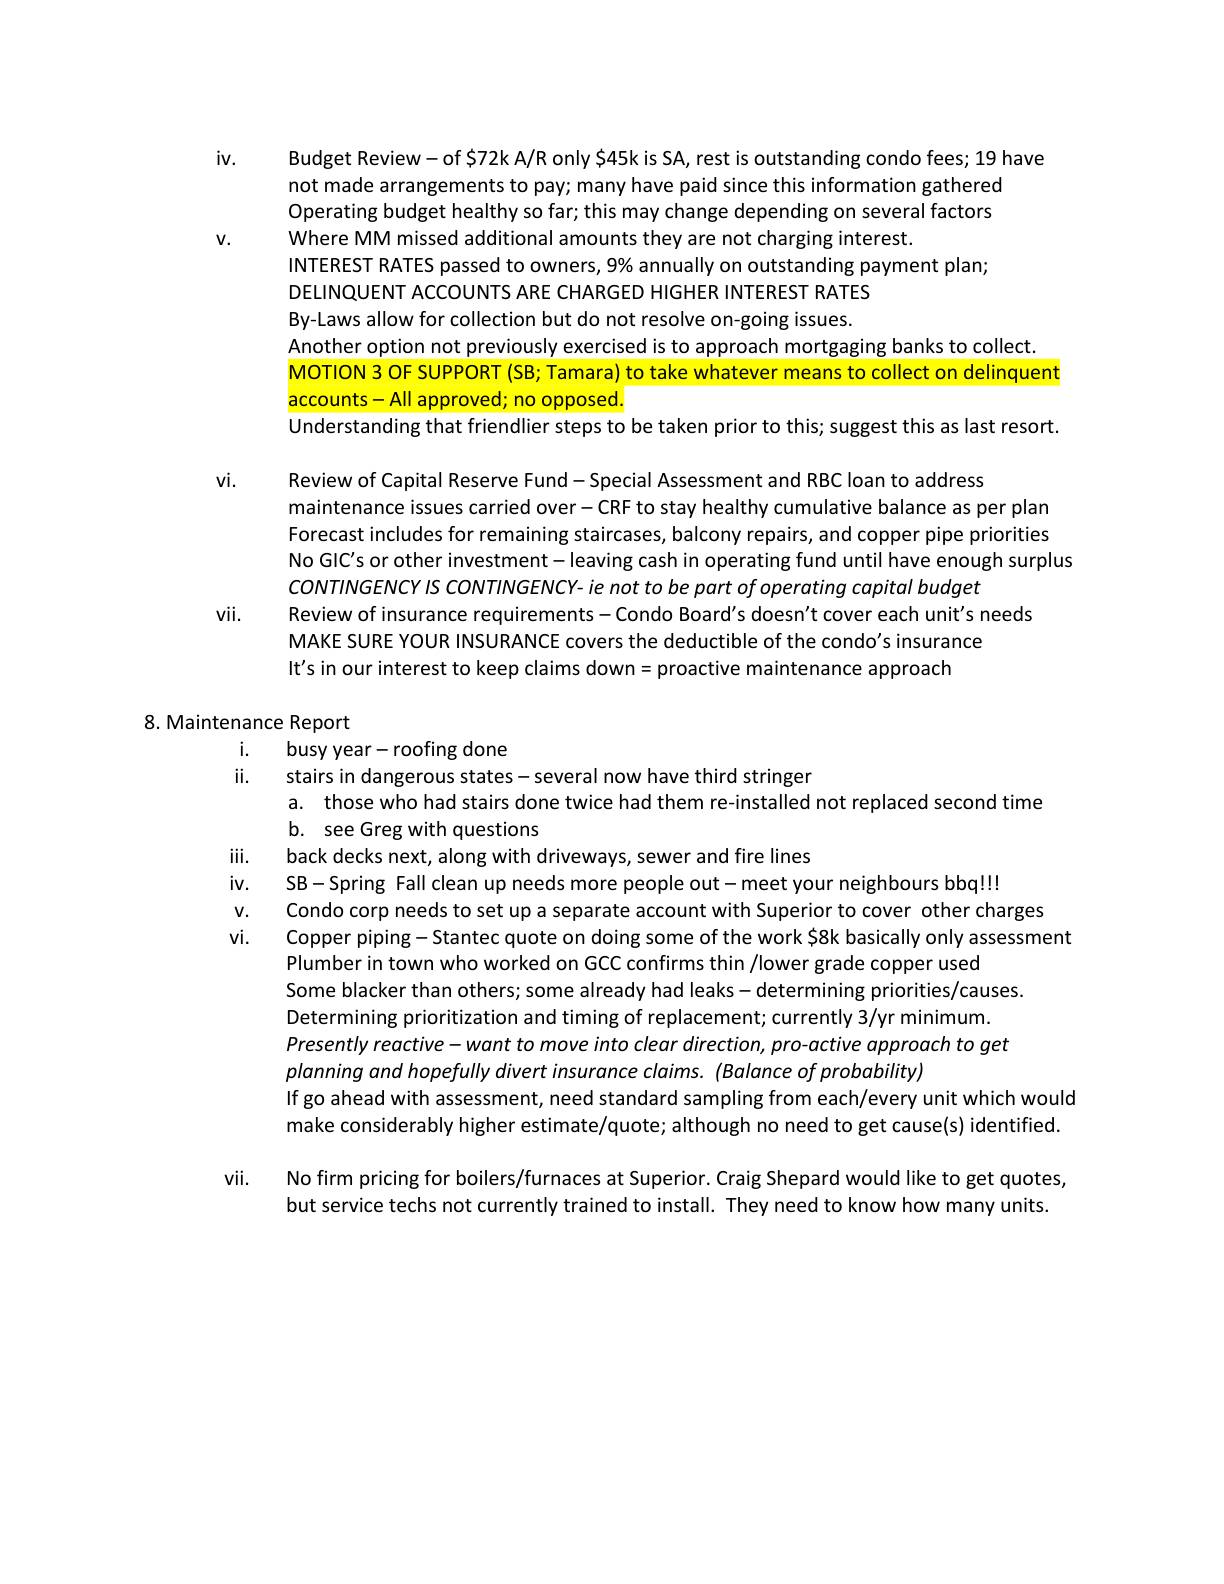 iv. Budget Review – of $72k A/R only $45k is SA, rest is outstanding condo fees; 19 have
not made arrangements to pay; many have paid since this information gathered
Operating budget healthy so far; this may change depending on several factors
v. Where MM missed additional amounts they are not charging interest.
INTEREST RATES passed to owners, 9% annually on outstanding payment plan;
DELINQUENT ACCOUNTS ARE CHARGED HIGHER INTEREST RATES
By-Laws allow for collection but do not resolve on-going issues.
Another option not previously exercised is to approach mortgaging banks to collect.
MOTION 3 OF SUPPORT (SB; Tamara) to take whatever means to collect on delinquent
accounts – All approved; no opposed.
Understanding that friendlier steps to be taken prior to this; suggest this as last resort.
vi. Review of Capital Reserve Fund – Special Assessment and RBC loan to address
maintenance issues carried over – CRF to stay healthy cumulative balance as per plan
Forecast includes for remaining staircases, balcony repairs, and copper pipe priorities
No GIC’s or other investment – leaving cash in operating fund until have enough surplus
CONTINGENCY IS CONTINGENCY- ie not to be part of operating capital budget
vii. Review of insurance requirements – Condo Board’s doesn’t cover each unit’s needs
MAKE SURE YOUR INSURANCE covers the deductible of the condo’s insurance
It’s in our interest to keep claims down = proactive maintenance approach
8. Maintenance Report
i. busy year – roofing done
ii. stairs in dangerous states – several now have third stringer
a. those who had stairs done twice had them re-installed not replaced second time
b. see Greg with questions
iii. back decks next, along with driveways, sewer and fire lines
iv. SB – Spring  Fall clean up needs more people out – meet your neighbours bbq!!!
v. Condo corp needs to set up a separate account with Superior to cover  other charges
vi. Copper piping – Stantec quote on doing some of the work $8k basically only assessment
Plumber in town who worked on GCC confirms thin /lower grade copper used
Some blacker than others; some already had leaks – determining priorities/causes.
Determining prioritization and timing of replacement; currently 3/yr minimum.
Presently reactive – want to move into clear direction, pro-active approach to get
planning and hopefully divert insurance claims.  (Balance of probability)
If go ahead with assessment, need standard sampling from each/every unit which would
make considerably higher estimate/quote; although no need to get cause(s) identified.
vii. No firm pricing for boilers/furnaces at Superior. Craig Shepard would like to get quotes,
but service techs not currently trained to install.  They need to know how many units.